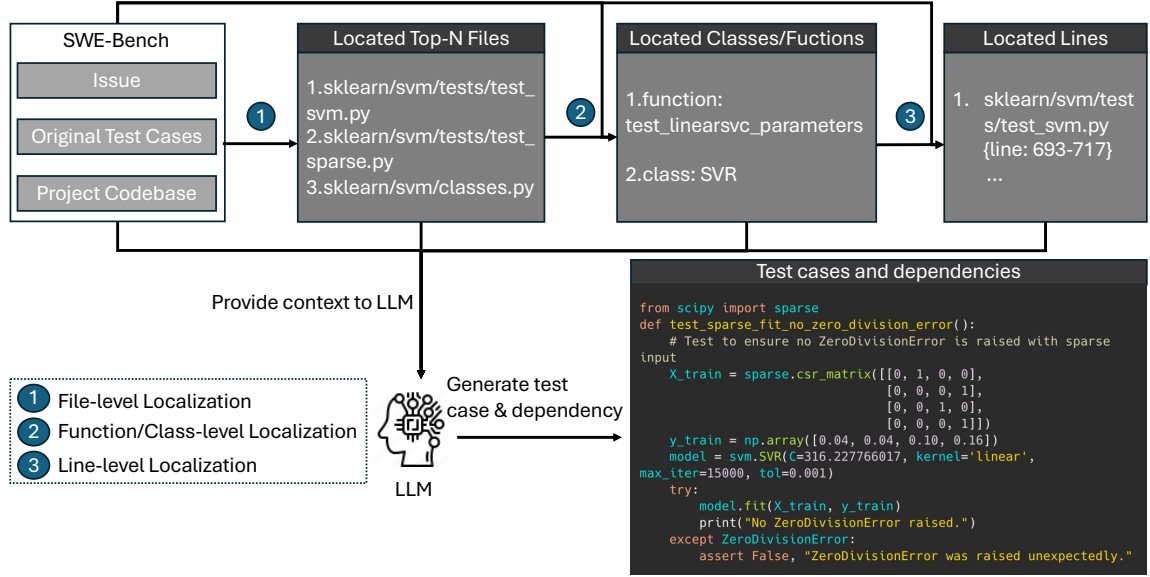 SWE-Bench
Issue
Original Test Cases
Project Codebase
1
Located Top-N Files
1.sklearn/svm/tests/test_
svm.py
2.sklearn/svm/tests/test_
sparse.py
3.sklearn/svm/classes.py
2
Located Classes/Fuctions
1.function:
test_linearsvc_parameters
2.class: SVR
3
Located Lines
1. sklearn/svm/test
s/test_svm.py
{line: 693-717}
...
Provide context to LLM
1 File-level Localization
2 Function/Class-level Localization
3 Line-level Localization
LLM
Generate test
case & dependency
Test cases and dependencies
from scipy import sparse
def test_sparse_fit_no_zero_division_error():
    # Test to ensure no ZeroDivisionError is raised with sparse
input
    X_train = sparse.csr_matrix([[0, 1, 0, 0],
                                 [0, 0, 0, 1],
                                 [0, 0, 1, 0],
                                 [0, 0, 0, 1]])
    y_train = np.array([0.04, 0.04, 0.10, 0.16])
    model = svm.SVR(C=316.227766017, kernel='linear',
max_iter=15000, tol=0.001)
    try:
        model.fit(X_train, y_train)
        print("No ZeroDivisionError raised.")
    except ZeroDivisionError:
        assert False, "ZeroDivisionError was raised unexpectedly."